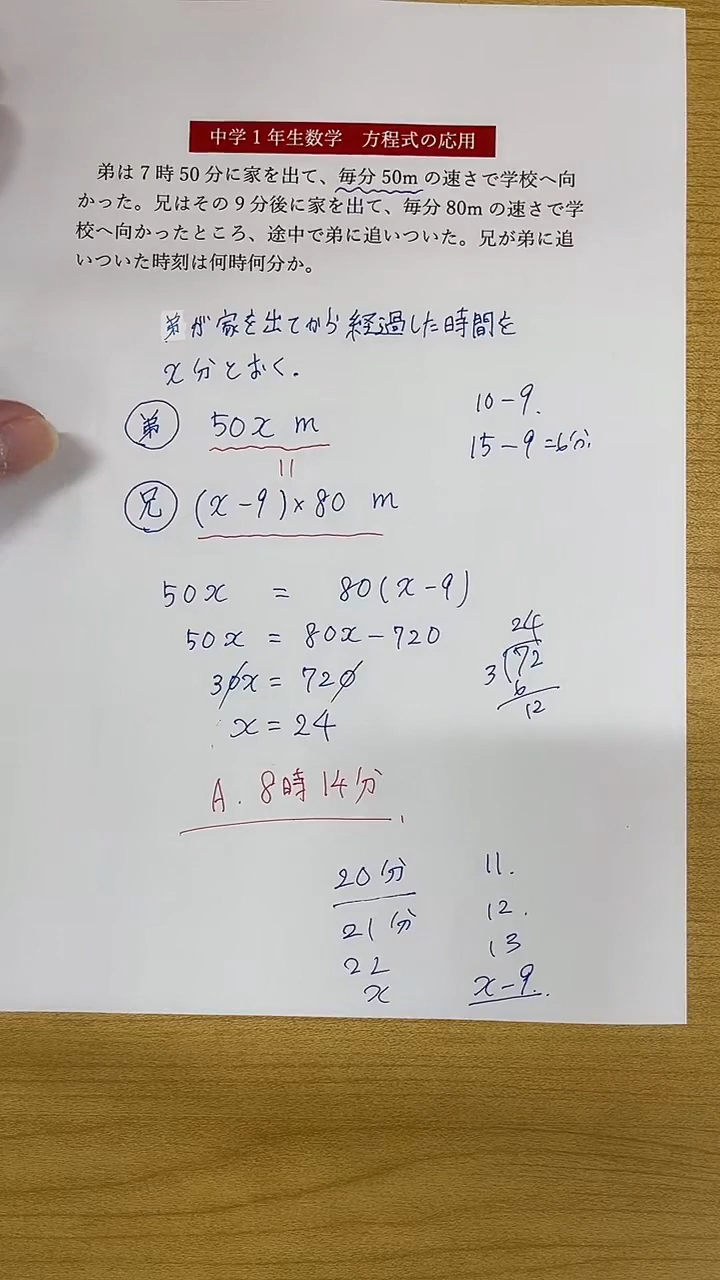 中学1年生数学 方程式の応用
弟は7時50分に家を出て、毎分50mの速さで学校へ向
かった。兄はその9分後に家を出て、毎分80mの速さで学
校へ向かったところ、途中で弟に追いついた。兄が弟に追
いついた時刻は何時何分か。
弟が家を出てから経過した時間を
x分とおく。
弟 50x m
10-9.
=
15-9=6分
兄 (x-9)×80 m
50x = 80(x-9)
50x = 80x-720
30x = 720
x = 24
24
3)72
6
12
A. 8時14分
20分 11.
21分 12.
22 13
x x-9.